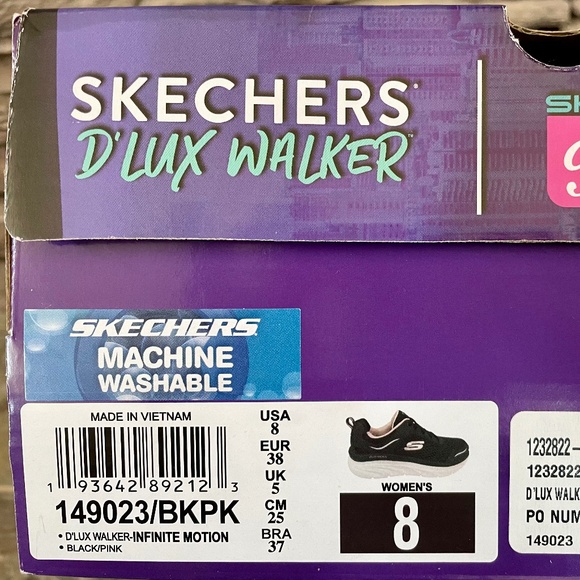 SKECHERS
D'LUX WALKER™
SK
S
SKECHERS
MACHINE
WASHABLE
MADE IN VIETNAM
1 93642 89212 3
149023/BKPK
• D'LUX WALKER-INFINITE MOTION
• BLACK/PINK
USA
8
EUR
38
UK
5
CM
25
BRA
37
S
WOMEN'S
8
1232822-
1232822
D'LUX WALK
PO NUM
149023